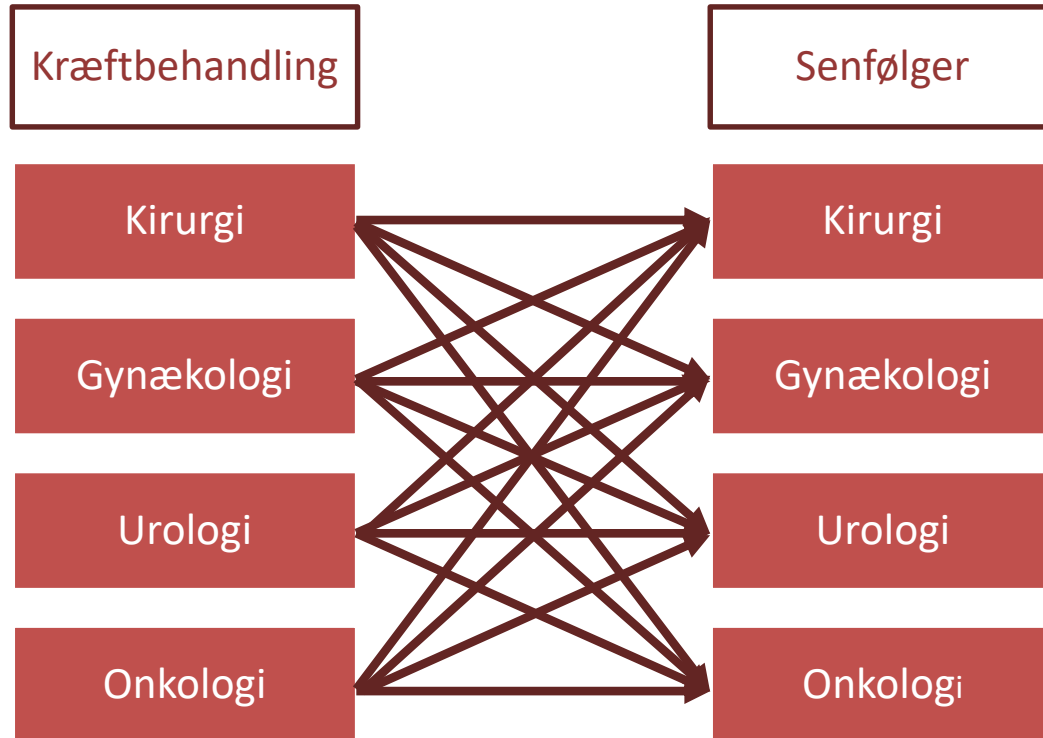 Kræftbehandling
Senfølger
Kirurgi
Kirurgi
Gynækologi
Gynækologi
Urologi
Urologi
Onkologi
Onkologi